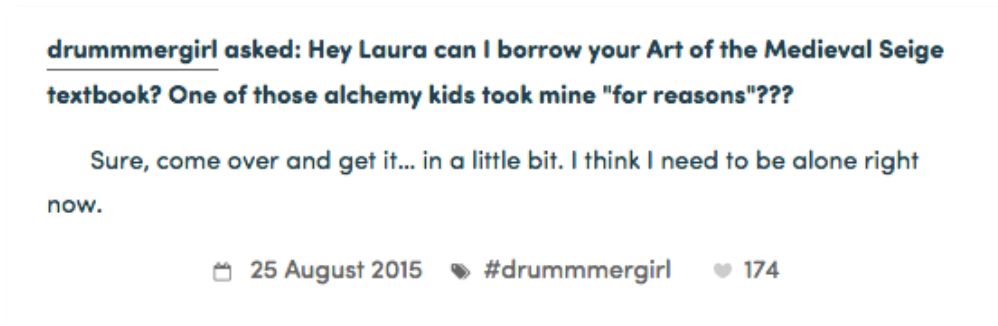 drummmergirl asked: Hey Laura can I borrow your Art of the Medieval Seige
textbook? One of those alchemy kids took mine "for reasons"???
Sure, come over and get it... in a little bit. I think I need to be alone right
now.
25 August 2015 #drummmergirl 174